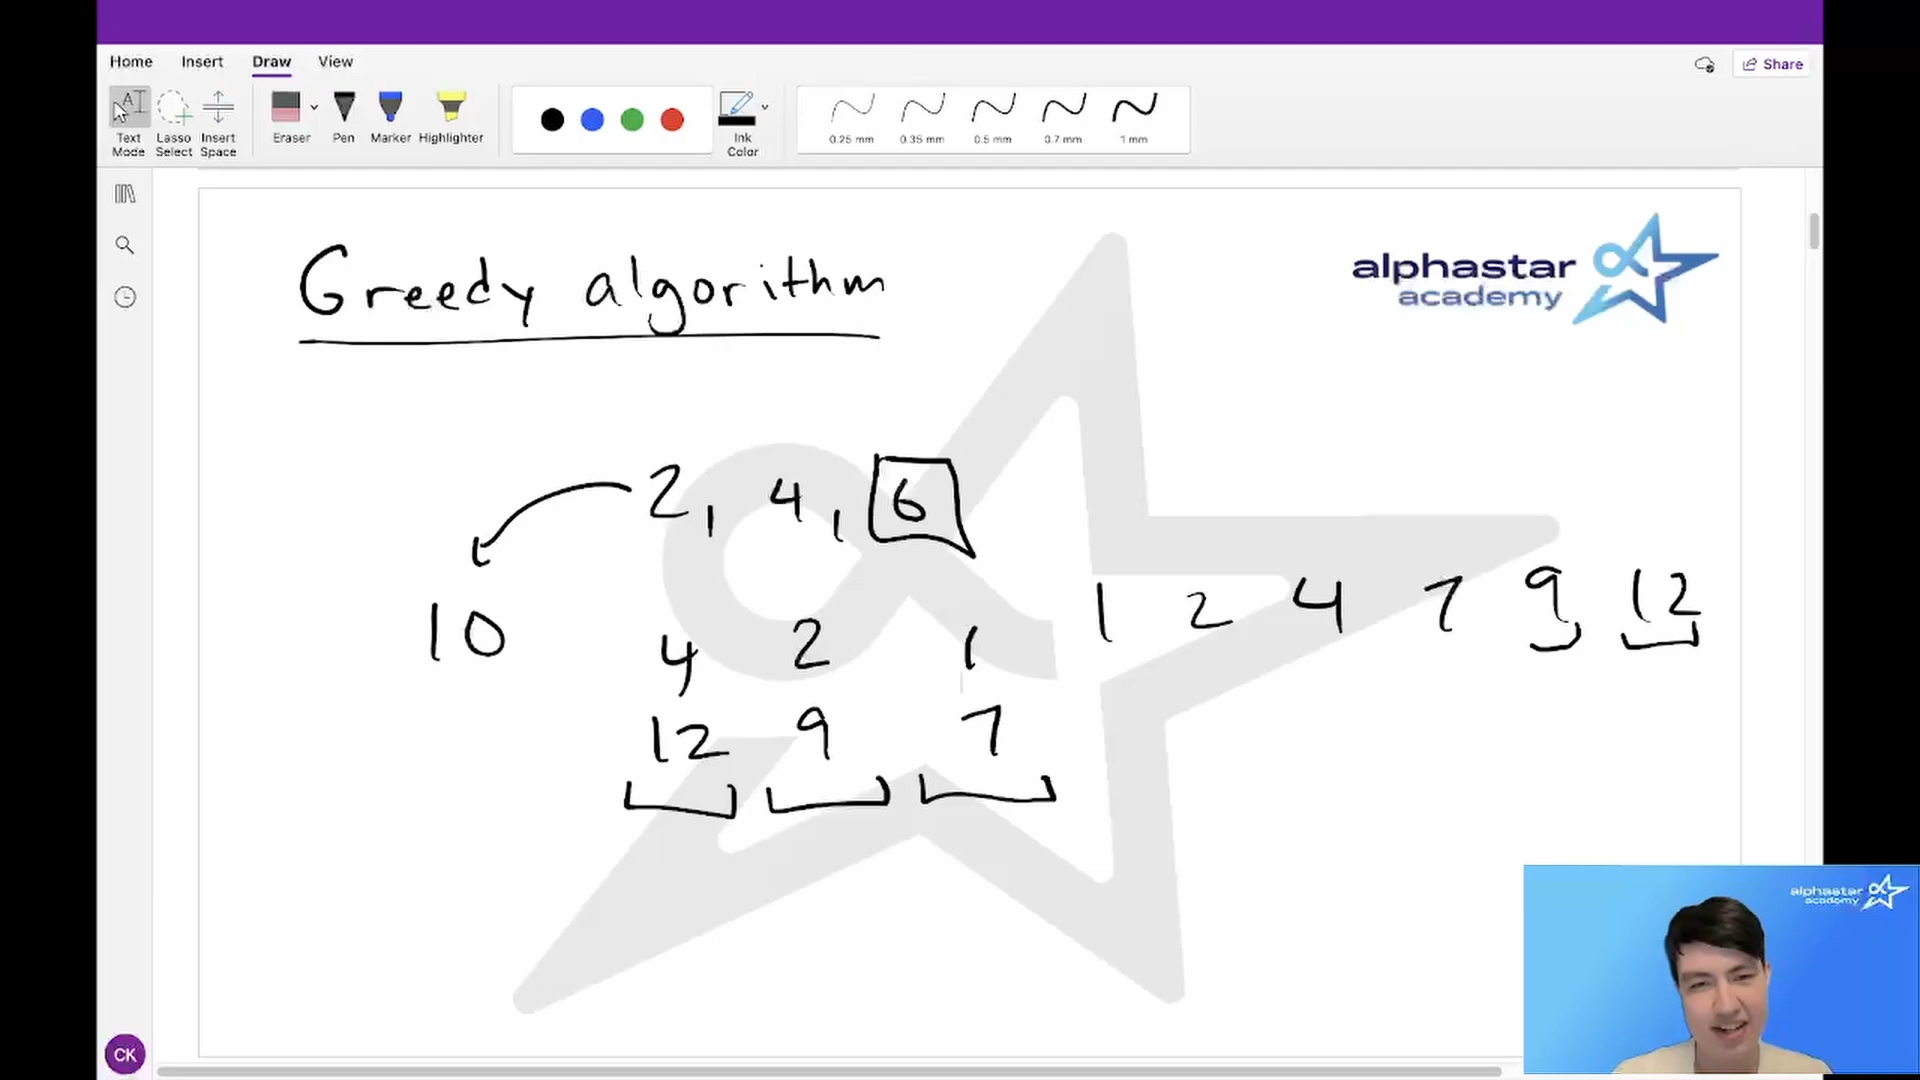 Home Insert Draw View
Share
Text Mode
Lasso Select
Insert Space
Eraser
Pen
Marker
Highlighter
Ink Color
0.25 mm 0.35 mm 0.5 mm 0.7 mm 1 mm
Greedy algorithm
alphastar
academy
2, 4, 6
1 2 4 7 9 12
10
4 2 1
12 9 7
alphastar
academy
CK